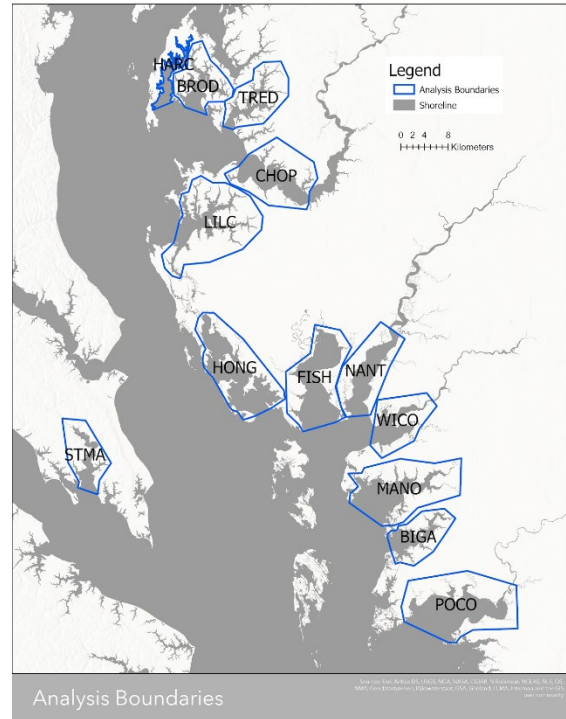 HARC
BROD
TRED
Legend
Analysis Boundaries
Shoreline
0 2 4 8
Kilometers
CHOP
LILC
HONG
FISH
NANT
WICO
STMA
MANO
BIGA
POCO
Analysis Boundaries